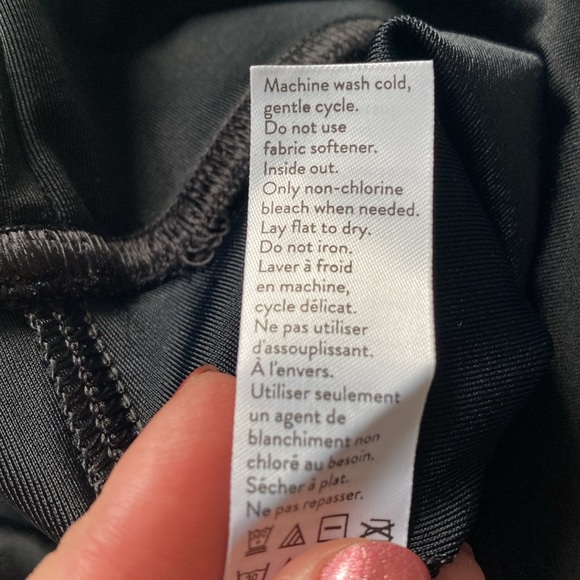 Machine wash cold,
gentle cycle.
Do not use
fabric softener.
Inside out.
Only non-chlorine
bleach when needed.
Lay flat to dry.
Do not iron.
Laver à froid
en machine,
cycle délicat.
Ne pas utiliser
d'assouplissant.
À l'envers.
Utiliser seulement
un agent de
blanchiment non
chloré au besoin.
Sécher à plat.
Ne pas repasser.